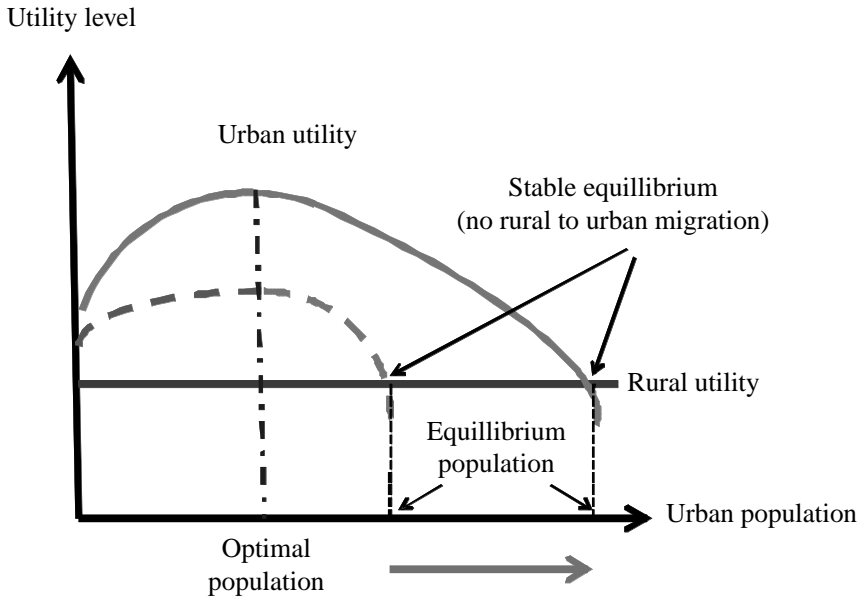 Utility level
Urban utility
Stable equillibrium
(no rural to urban migration)
Rural utility
Equillibrium
population
Urban population
Optimal
population